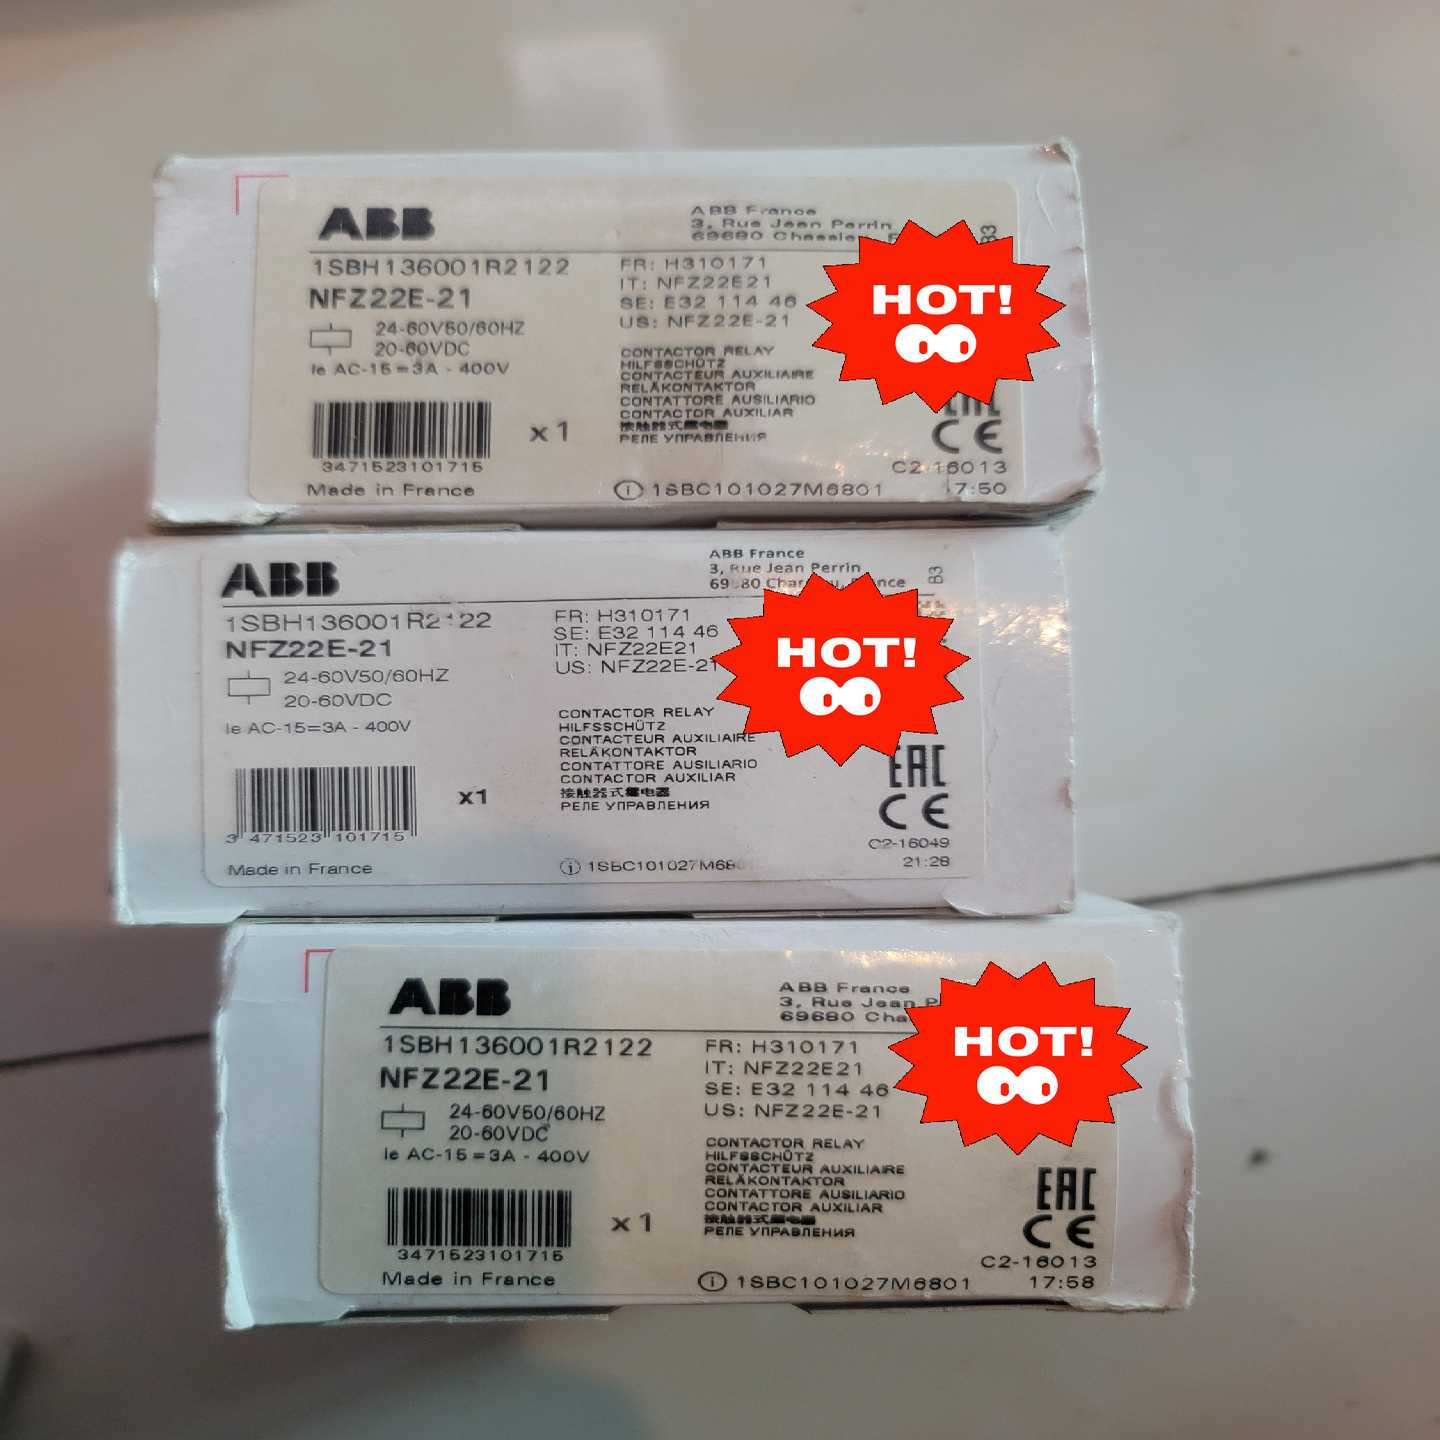 ABB
ABB France
3, Rue Jean Perrin
69680
B3
1SBH136001R2122
NFZ22E-21
24-60V50/60HZ
20-60VDC
Ie AC-15=3A - 400V
FR: H310171
IT: NFZ22E21
SE: E32 114 46
US: NFZ22E-21
HOT!
CONTACTOR RELAY
HILFSSCHÜTZ
CONTACTEUR AUXILIAIRE
RELÄKONTAKTOR
CONTATTORE AUSILIARIO
CONTACTOR AUXILIAR
接触器式继电器
РЕЛЕ УПРАВЛЕНИЯ
EAC
CE
3471523101715
x1
C2-16013
17:50
Made in France
1SBC101027M6801
ABB
ABB France
3, Rue Jean Perrin
B3
1SBH136001R2122
NFZ22E-21
24-60V50/60HZ
20-60VDC
Ie AC-15=3A - 400V
FR: H310171
SE: E32 114 46
IT: NFZ22E21
US: NFZ22E-21
HOT!
CONTACTOR RELAY
HILFSSCHÜTZ
CONTACTEUR AUXILIAIRE
RELÄKONTAKTOR
CONTATTORE AUSILIARIO
CONTACTOR AUXILIAR
接触器式继电器
РЕЛЕ УПРАВЛЕНИЯ
EAC
CE
3 471523 101715
x1
C2-16049
21:28
Made in France
ABB
ABB France
3, Rue Jean
69680
1SBH136001R2122
NFZ22E-21
24-60V50/60HZ
20-60VDC
Ie AC-15=3A - 400V
FR: H310171
IT: NFZ22E21
SE: E32 114 46
US: NFZ22E-21
HOT!
CONTACTOR RELAY
HILFSSCHÜTZ
CONTACTEUR AUXILIAIRE
RELÄKONTAKTOR
CONTATTORE AUSILIARIO
CONTACTOR AUXILIAR
接触器式继电器
РЕЛЕ УПРАВЛЕНИЯ
EAC
CE
3471523101715
x1
C2-16013
17:58
Made in France
1SBC101027M6801